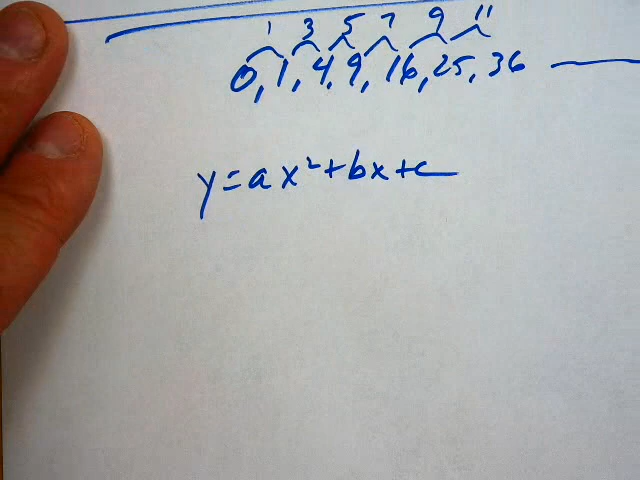 1 3 5 7 9 11
0, 1, 4, 9, 16, 25, 36
y=ax²+bx+c